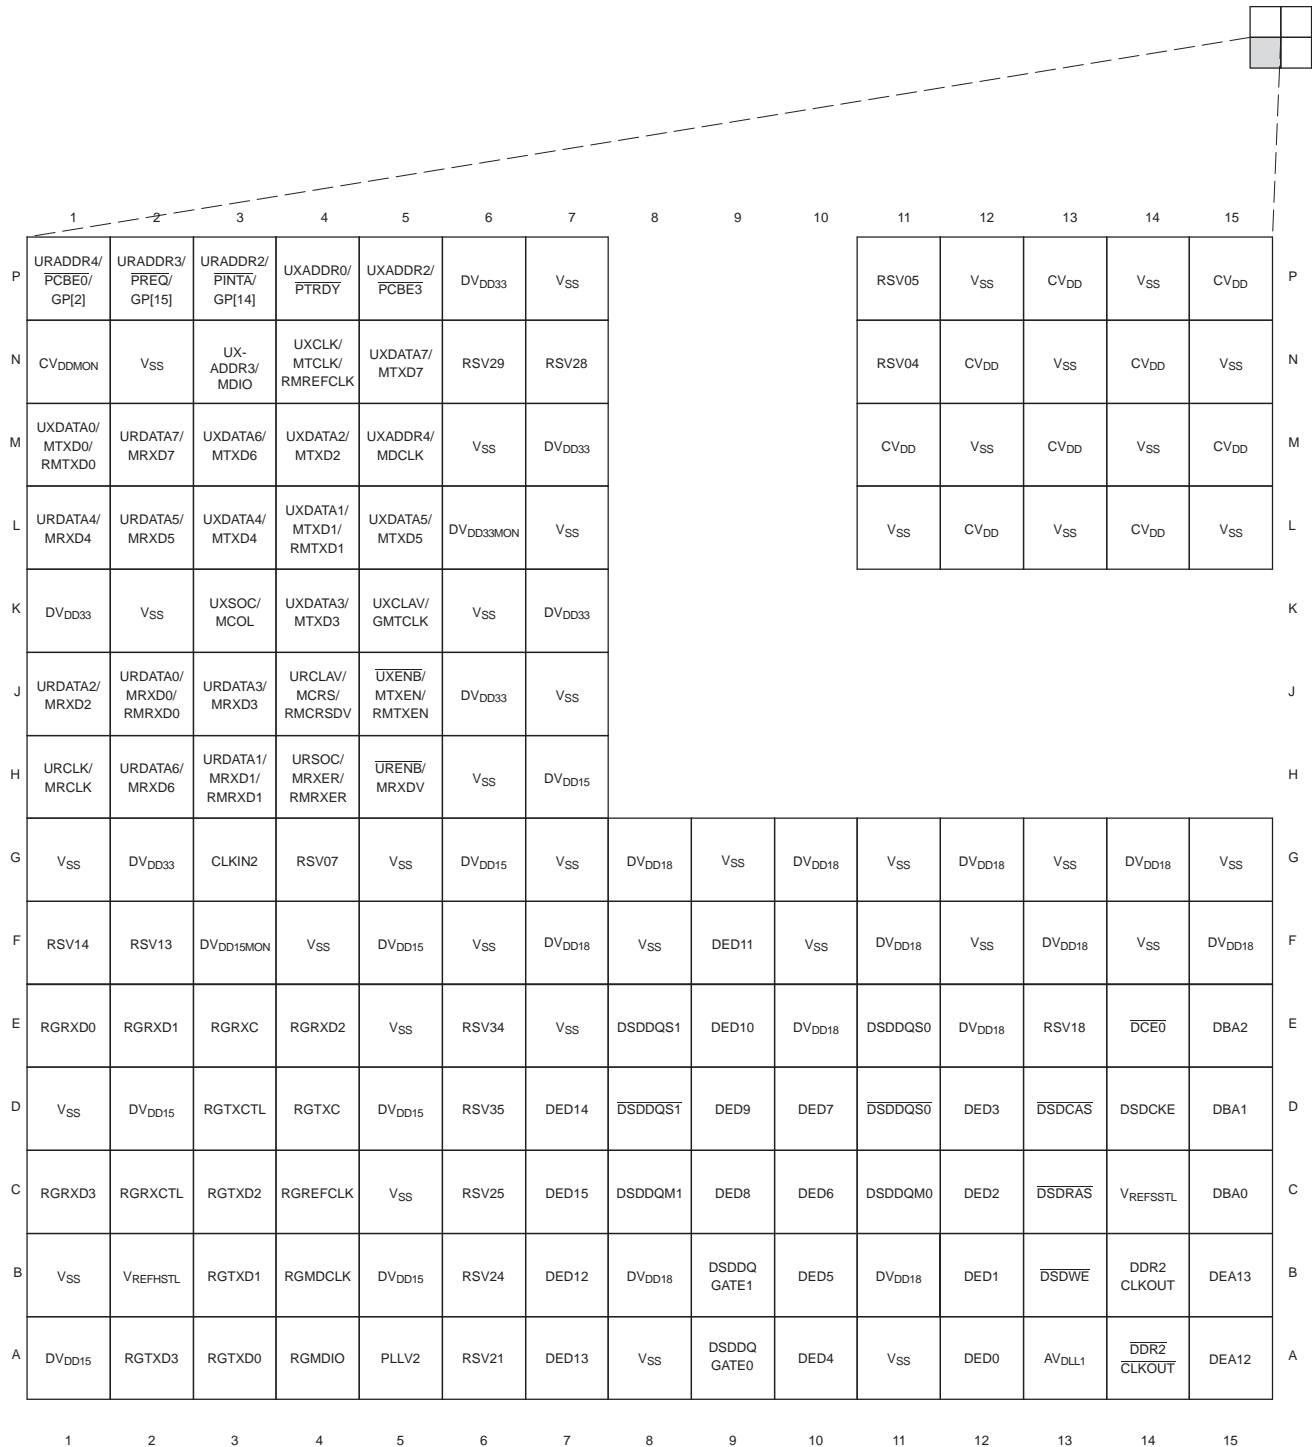 1 2 3 4 5 6 7 8 9 10 11 12 13 14 15
P URADDR4/ PCBE0/ GP[2] URADDR3/ PREQ/ GP[15] URADDR2/ PINTA/ GP[14] UXADDR0/ PTRDY UXADDR2/ PCBE3 DVDD33 VSS RSV05 VSS CVDD VSS CVDD P
N CVDDMON VSS UX- ADDR3/ MDIO UXCLK/ MTCLK/ RMREFCLK UXDATA7/ MTXD7 RSV29 RSV28 RSV04 CVDD VSS CVDD VSS N
M UXDATA0/ MTXD0/ RMTXD0 URDATA7/ MRXD7 UXDATA6/ MTXD6 UXDATA2/ MTXD2 UXADDR4/ MDCLK VSS DVDD33 CVDD VSS CVDD VSS CVDD M
L URDATA4/ MRXD4 URDATA5/ MRXD5 UXDATA4/ MTXD4 UXDATA1/ MTXD1/ RMTXD1 UXDATA5/ MTXD5 DVDD33MON VSS VSS CVDD VSS CVDD VSS L
K DVDD33 VSS UXSOC/ MCOL UXDATA3/ MTXD3 UXCLAV/ GMTCLK VSS DVDD33 K
J URDATA2/ MRXD2 URDATA0/ MRXD0/ RMRXD0 URDATA3/ MRXD3 URCLAV/ MCRS/ RMCRSDV UXENB/ MTXEN/ RMTXEN DVDD33 VSS J
H URCLK/ MRCLK URDATA6/ MRXD6 URDATA1/ MRXD1/ RMRXD1 URSOC/ MRXER/ RMRXER URENB/ MRXDV VSS DVDD15 H
G VSS DVDD33 CLKIN2 RSV07 VSS DVDD15 VSS DVDD18 VSS DVDD18 VSS DVDD18 VSS DVDD18 VSS G
F RSV14 RSV13 DVDD15MON VSS DVDD15 VSS DVDD18 VSS DED11 VSS DVDD18 VSS DVDD18 VSS DVDD18 F
E RGRXD0 RGRXD1 RGRXC RGRXD2 VSS RSV34 VSS DSDDQS1 DED10 DVDD18 DSDDQS0 DVDD18 RSV18 DCE0 DBA2 E
D VSS DVDD15 RGTXCTL RGTXC DVDD15 RSV35 DED14 DSDDQS1 DED9 DED7 DSDDQS0 DED3 DSDCAS DSDCKE DBA1 D
C RGRXD3 RGRXCTL RGTXD2 RGREFCLK VSS RSV25 DED15 DSDDQM1 DED8 DED6 DSDDQM0 DED2 DSDRAS VREFSSTL DBA0 C
B VSS VREFHSTL RGTXD1 RGMDCLK DVDD15 RSV24 DED12 DVDD18 DSDDQ GATE1 DED5 DVDD18 DED1 DSDWE DDR2 CLKOUT DEA13 B
A DVDD15 RGTXD3 RGTXD0 RGMDIO PLLV2 RSV21 DED13 VSS DSDDQ GATE0 DED4 VSS DED0 AVDLL1 DDR2 CLKOUT DEA12 A
1 2 3 4 5 6 7 8 9 10 11 12 13 14 15